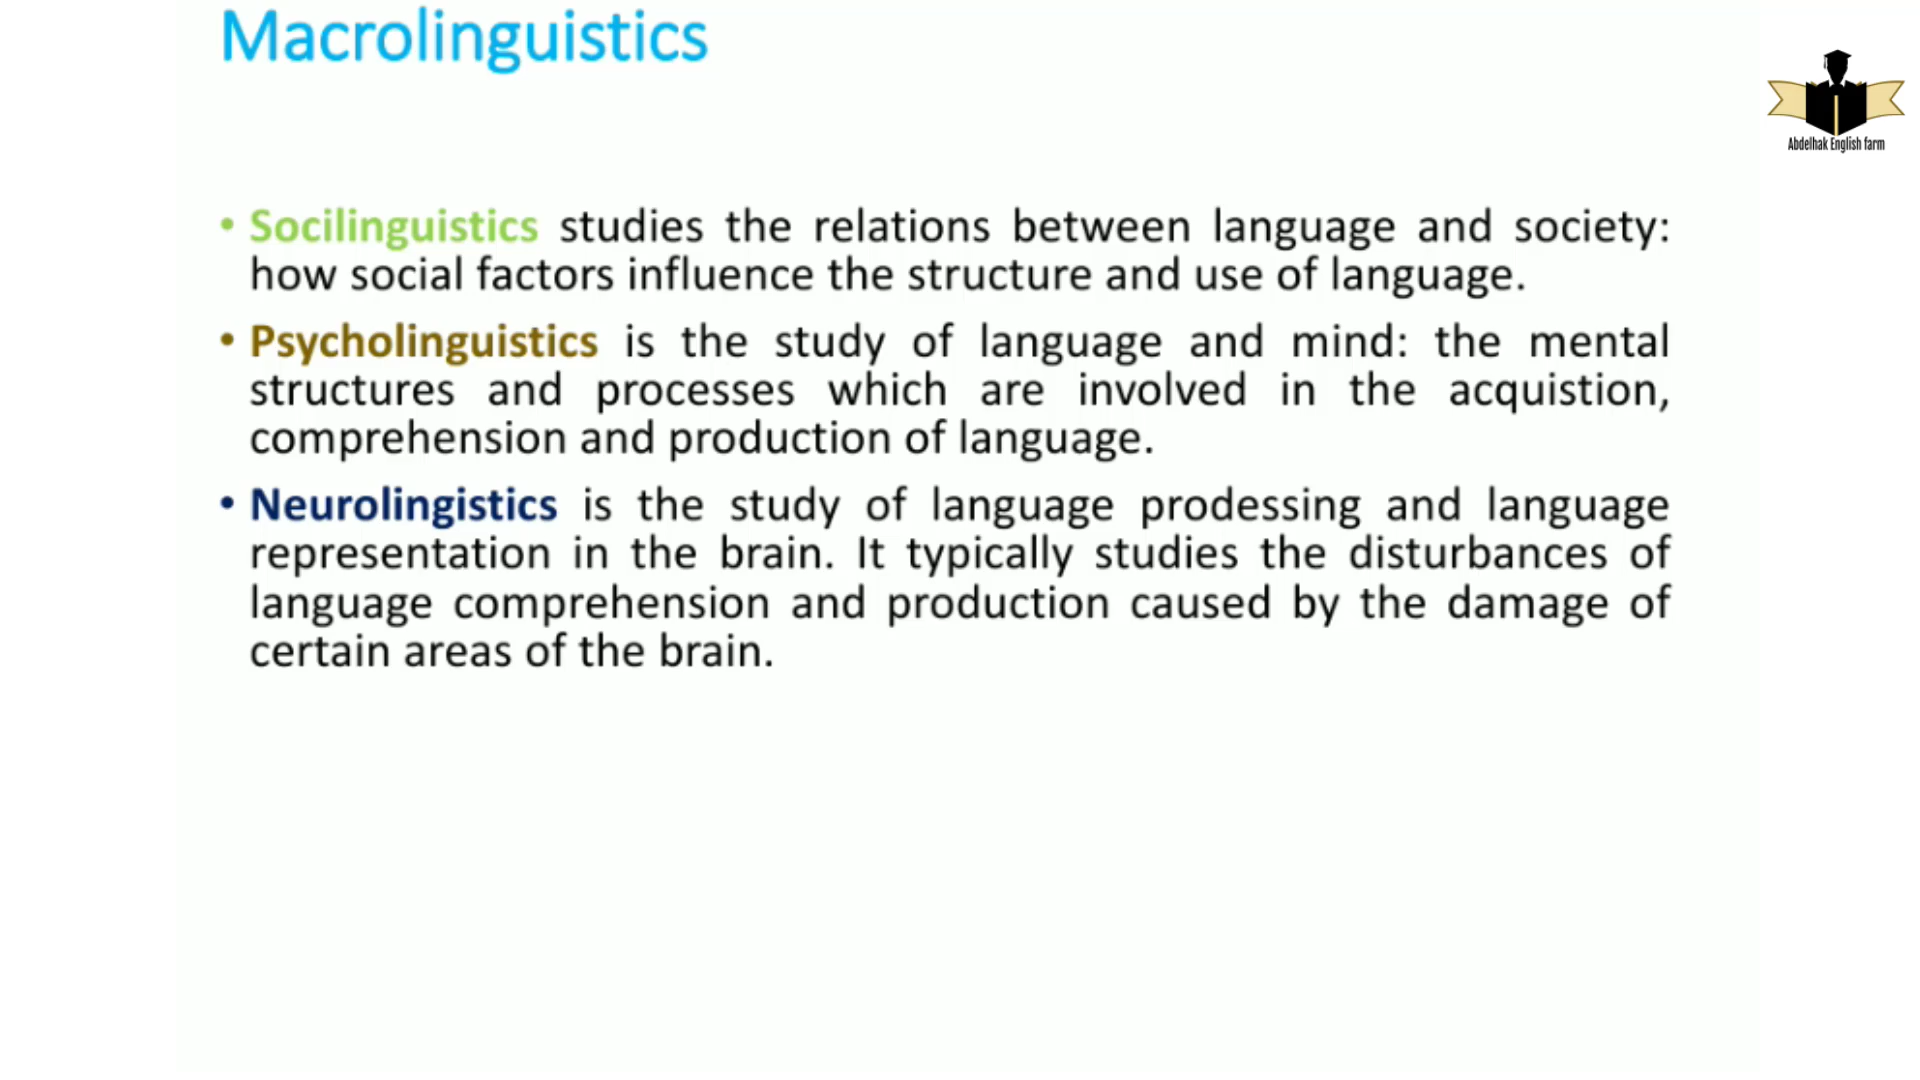 Macrolinguistics
Abdelhak English farm
• Socilinguistics studies the relations between language and society:
how social factors influence the structure and use of language.
• Psycholinguistics is the study of language and mind: the mental
structures and processes which are involved in the acquistion,
comprehension and production of language.
• Neurolingistics is the study of language prodessing and language
representation in the brain. It typically studies the disturbances of
language comprehension and production caused by the damage of
certain areas of the brain.